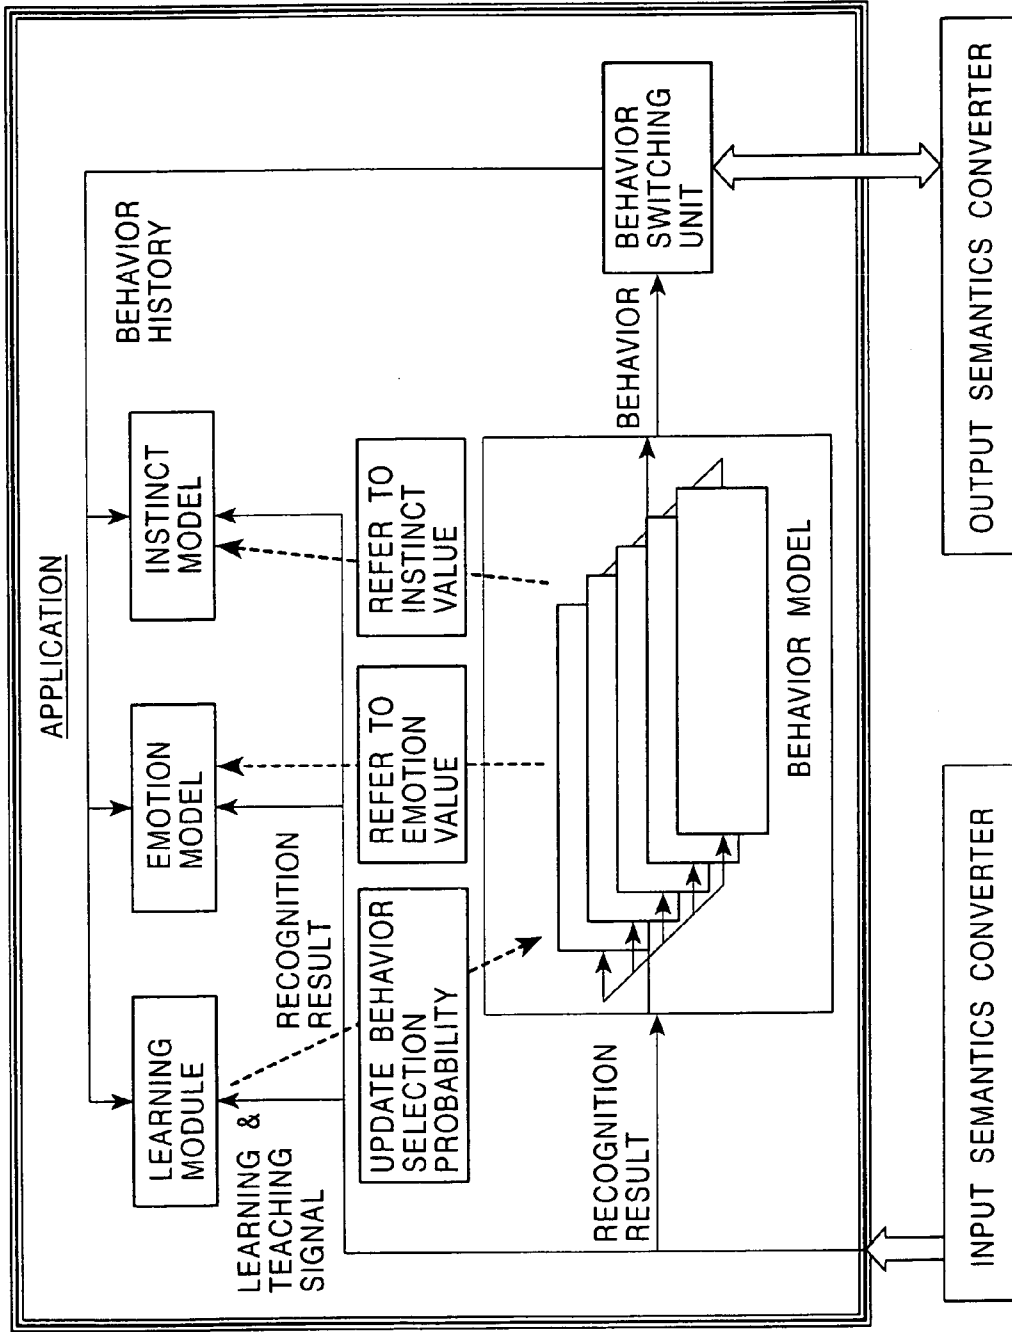 APPLICATION
BEHAVIOR
HISTORY
LEARNING
MODULE
EMOTION
MODEL
INSTINCT
MODEL
LEARNING &
TEACHING
SIGNAL
RECOGNITION
RESULT
UPDATE BEHAVIOR
SELECTION
PROBABILITY
REFER TO
EMOTION
VALUE
REFER TO
INSTINCT
VALUE
RECOGNITION
RESULT
BEHAVIOR
BEHAVIOR
SWITCHING
UNIT
BEHAVIOR MODEL
INPUT SEMANTICS CONVERTER
OUTPUT SEMANTICS CONVERTER